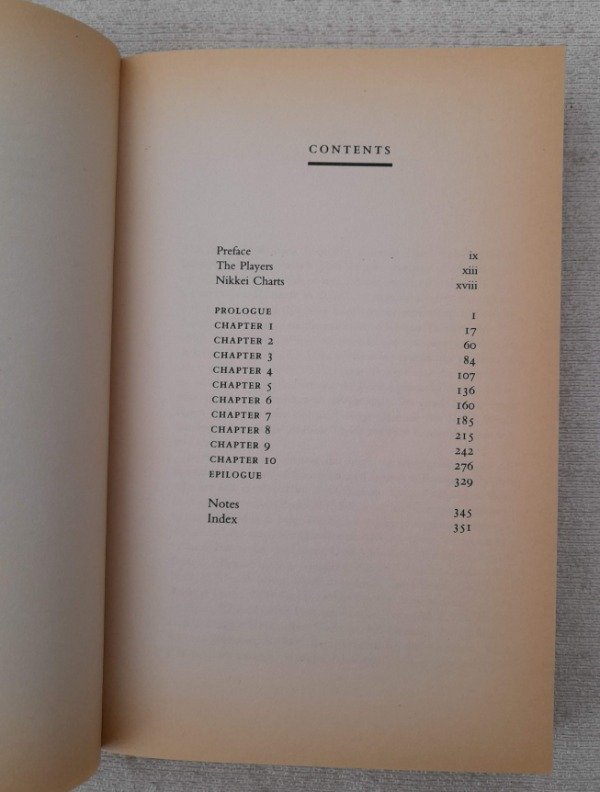 CONTENTS
Preface ix
The Players xiii
Nikkei Charts xviii
PROLOGUE 1
CHAPTER 1 17
CHAPTER 2 60
CHAPTER 3 84
CHAPTER 4 107
CHAPTER 5 136
CHAPTER 6 160
CHAPTER 7 185
CHAPTER 8 215
CHAPTER 9 242
CHAPTER 10 276
EPILOGUE 329
Notes 345
Index 351